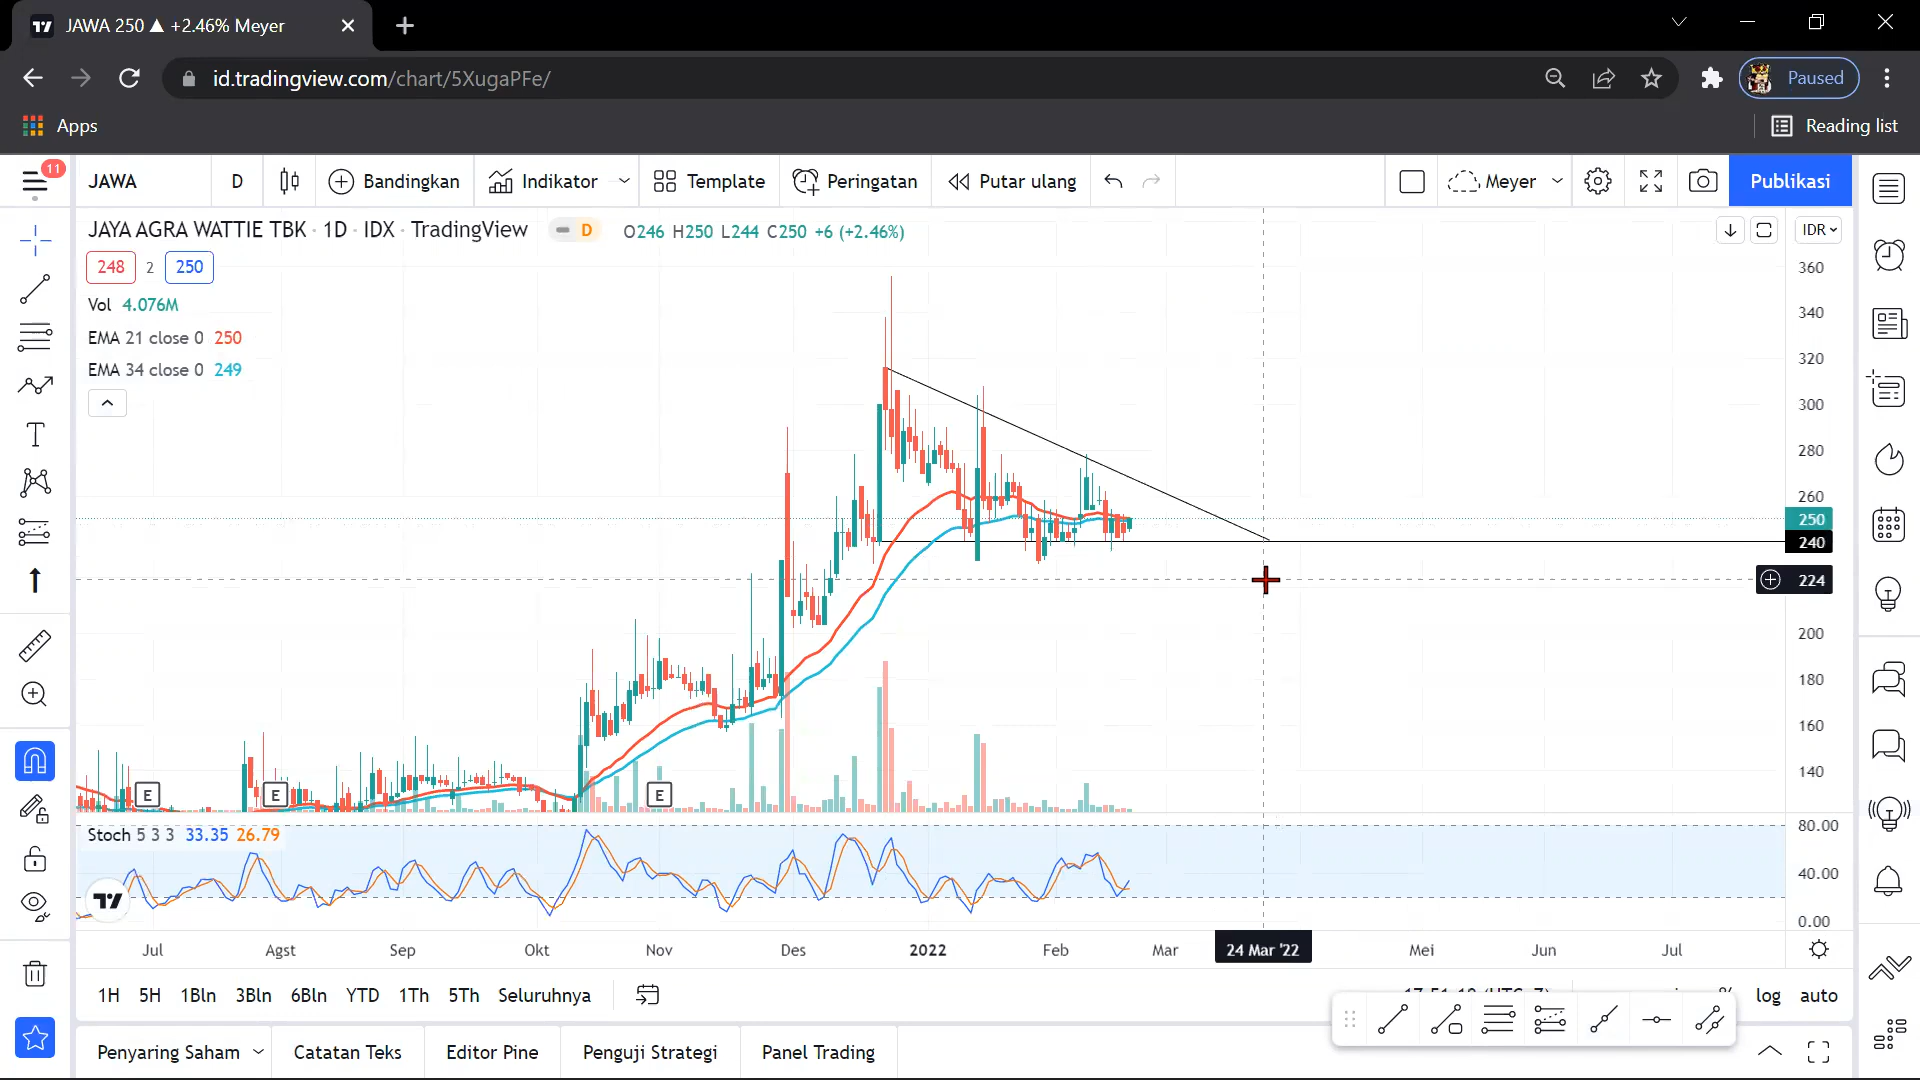 JAWA 250 ▲ +2.46% Meyer
id.tradingview.com/chart/5XugaPFe/
Paused
Apps
Reading list
11
JAWA
D
Bandingkan
Indikator
Template
Peringatan
Putar ulang
Meyer
Publikasi
JAYA AGRA WATTIE TBK · 1D · IDX · TradingView
D
O246 H250 L244 C250 +6 (+2.46%)
IDR
248 2 250
Vol 4.076M
EMA 21 close 0 250
EMA 34 close 0 249
360
340
320
300
280
260
250
240
224
200
180
160
140
E
E
E
Stoch 5 3 3 33.35 26.79
80.00
40.00
0.00
Jul
Agst
Sep
Okt
Nov
Des
2022
Feb
Mar
24 Mar '22
Mei
Jun
Jul
1H 5H 1Bln 3Bln 6Bln YTD 1Th 5Th Seluruhnya
log auto
Penyaring Saham
Catatan Teks
Editor Pine
Penguji Strategi
Panel Trading